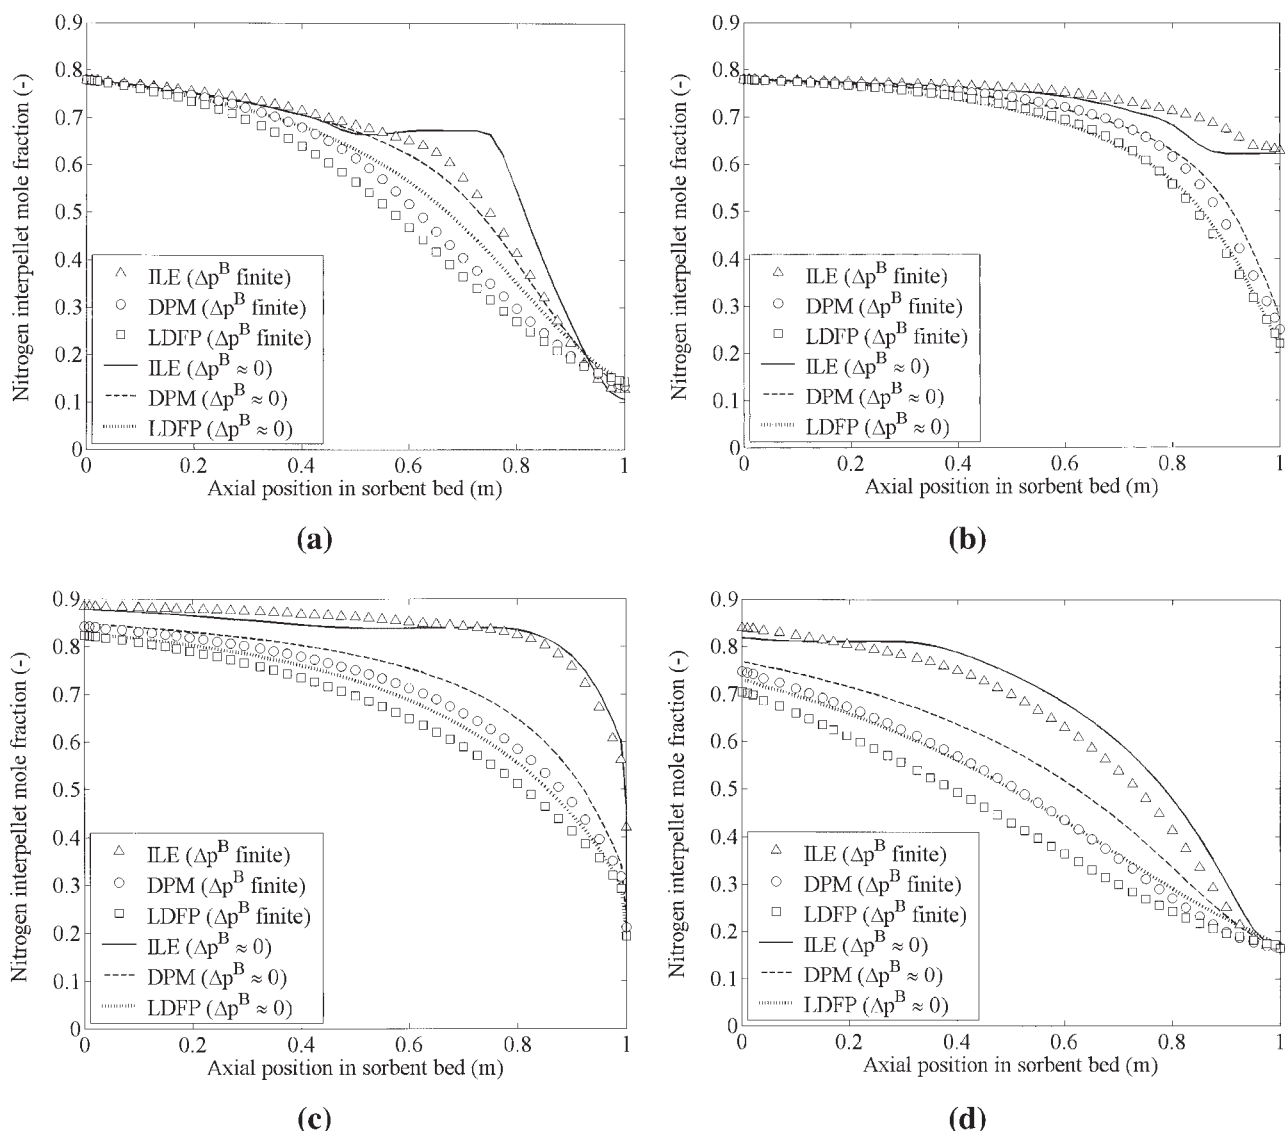 0.9
0.8
0.7
0.6
0.5
0.4
0.3
0.2
0.1
0
Nitrogen interpellet mole fraction (-)
ILE (Δp^B finite)
DPM (Δp^B finite)
LDFP (Δp^B finite)
ILE (Δp^B ≈ 0)
DPM (Δp^B ≈ 0)
LDFP (Δp^B ≈ 0)
0 0.2 0.4 0.6 0.8 1
Axial position in sorbent bed (m)
(a)
0.9
0.8
0.7
0.6
0.5
0.4
0.3
0.2
0.1
0
Nitrogen interpellet mole fraction (-)
ILE (Δp^B finite)
DPM (Δp^B finite)
LDFP (Δp^B finite)
ILE (Δp^B ≈ 0)
DPM (Δp^B ≈ 0)
LDFP (Δp^B ≈ 0)
0 0.2 0.4 0.6 0.8 1
Axial position in sorbent bed (m)
(b)
0.9
0.8
0.7
0.6
0.5
0.4
0.3
0.2
0.1
0
Nitrogen interpellet mole fraction (-)
ILE (Δp^B finite)
DPM (Δp^B finite)
LDFP (Δp^B finite)
ILE (Δp^B ≈ 0)
DPM (Δp^B ≈ 0)
LDFP (Δp^B ≈ 0)
0 0.2 0.4 0.6 0.8 1
Axial position in sorbent bed (m)
(c)
0.9
0.8
0.7
0.6
0.5
0.4
0.3
0.2
0.1
0
Nitrogen interpellet mole fraction (-)
ILE (Δp^B finite)
DPM (Δp^B finite)
LDFP (Δp^B finite)
ILE (Δp^B ≈ 0)
DPM (Δp^B ≈ 0)
LDFP (Δp^B ≈ 0)
0 0.2 0.4 0.6 0.8 1
Axial position in sorbent bed (m)
(d)